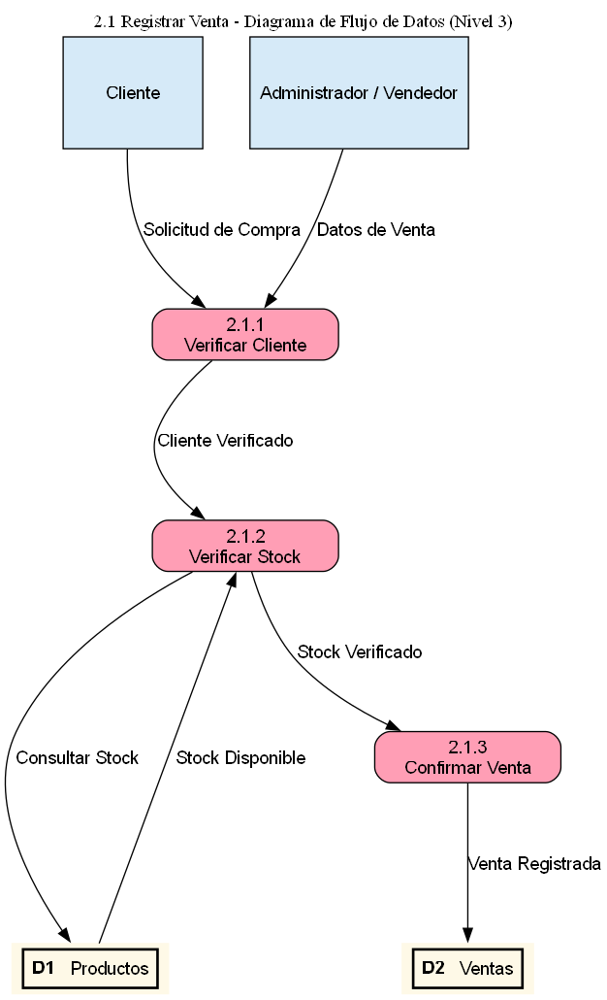 2.1 Registrar Venta - Diagrama de Flujo de Datos (Nivel 3)
Cliente
Administrador / Vendedor
Solicitud de Compra
Datos de Venta
2.1.1
Verificar Cliente
Cliente Verificado
2.1.2
Verificar Stock
Stock Verificado
2.1.3
Confirmar Venta
Consultar Stock
Stock Disponible
Venta Registrada
D1 Productos
D2 Ventas